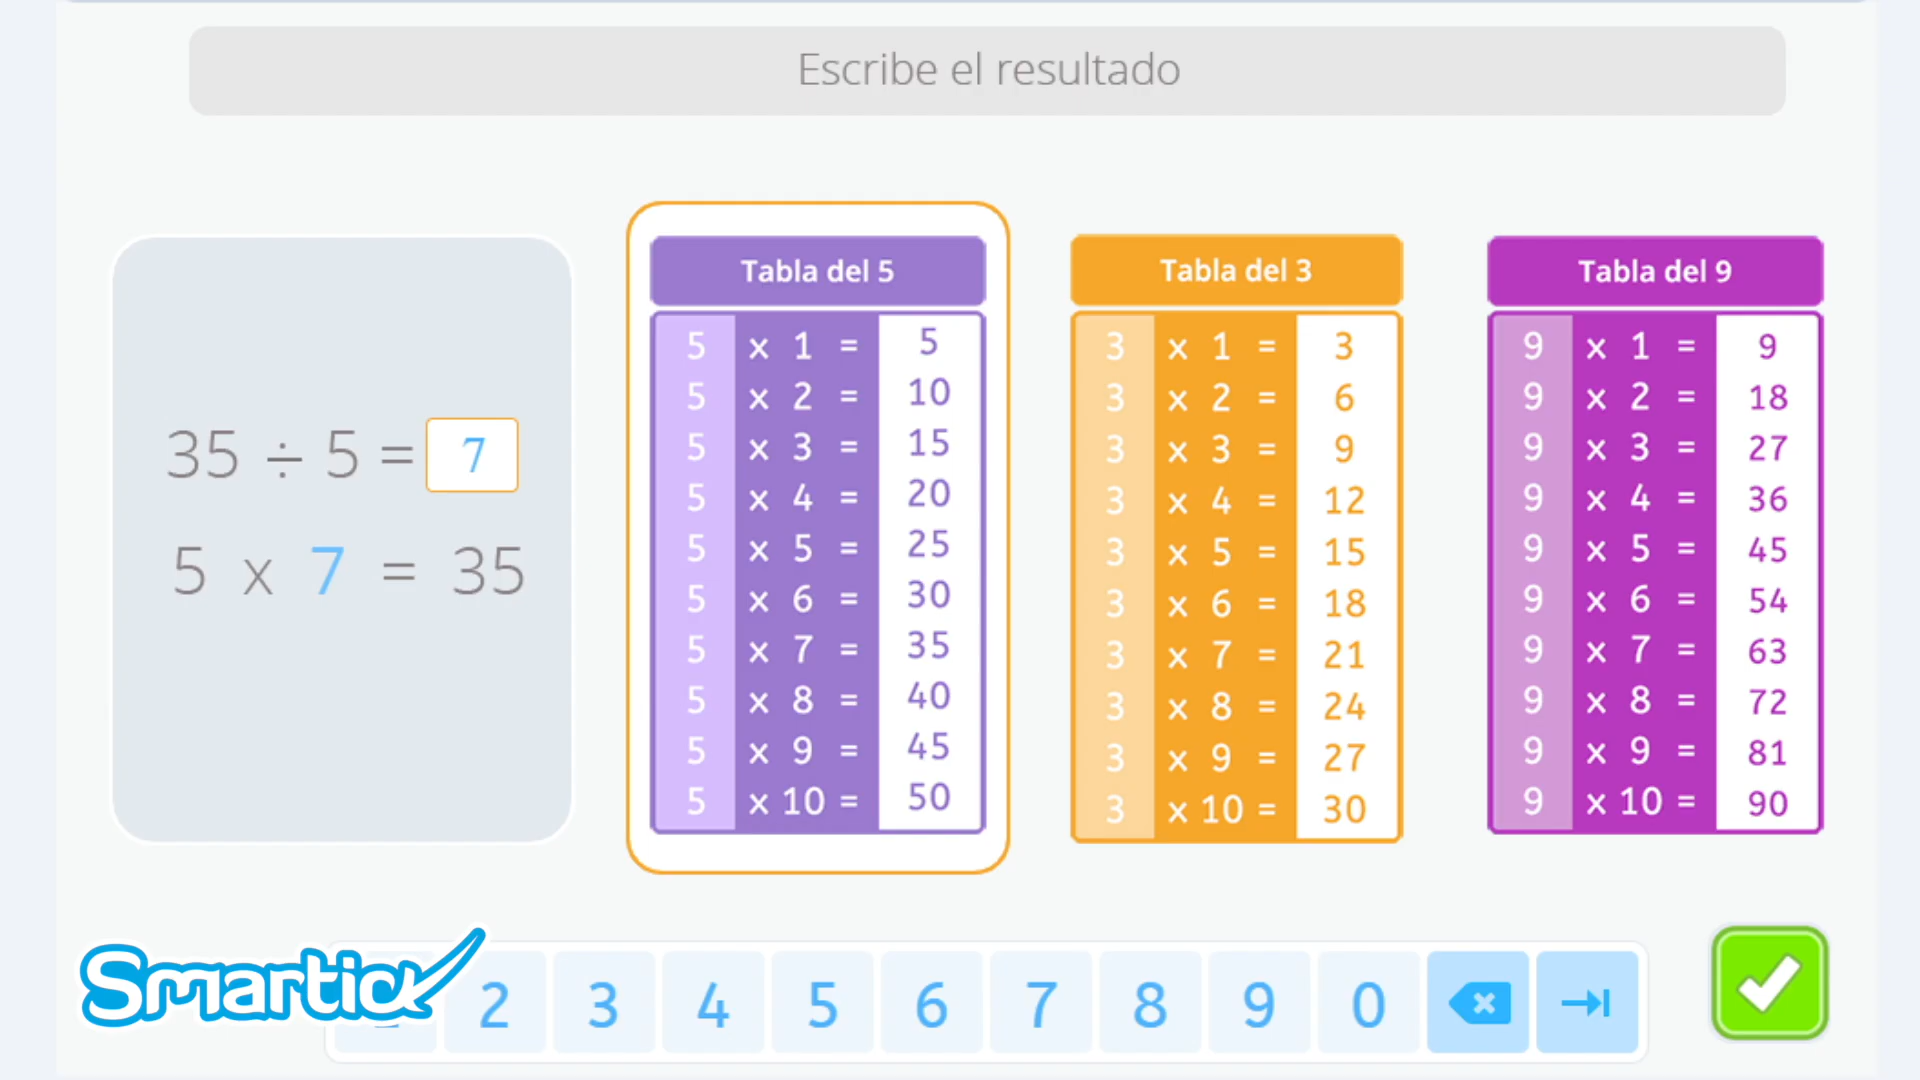 Escribe el resultado
35 ÷ 5 = 7
5 x 7 = 35
Tabla del 5
5 x 1 = 5
5 x 2 = 10
5 x 3 = 15
5 x 4 = 20
5 x 5 = 25
5 x 6 = 30
5 x 7 = 35
5 x 8 = 40
5 x 9 = 45
5 x 10 = 50
Tabla del 3
3 x 1 = 3
3 x 2 = 6
3 x 3 = 9
3 x 4 = 12
3 x 5 = 15
3 x 6 = 18
3 x 7 = 21
3 x 8 = 24
3 x 9 = 27
3 x 10 = 30
Tabla del 9
9 x 1 = 9
9 x 2 = 18
9 x 3 = 27
9 x 4 = 36
9 x 5 = 45
9 x 6 = 54
9 x 7 = 63
9 x 8 = 72
9 x 9 = 81
9 x 10 = 90
Smartick
2 3 4 5 6 7 8 9 0